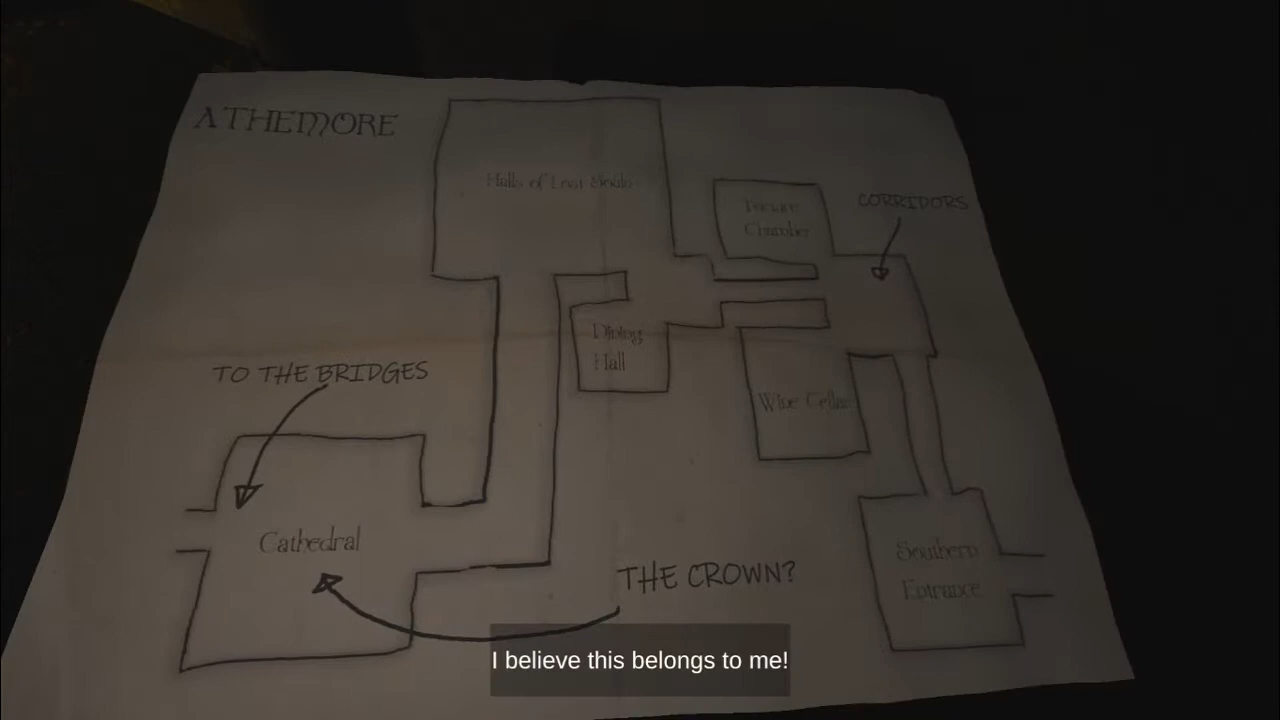 ATHEMORE
Halls of Lost Souls
Torture
Chamber
CORRIDORS
Dining
Hall
TO THE BRIDGES
Wine Cellar
Cathedral
Southern
Entrance
THE CROWN?
I believe this belongs to me!